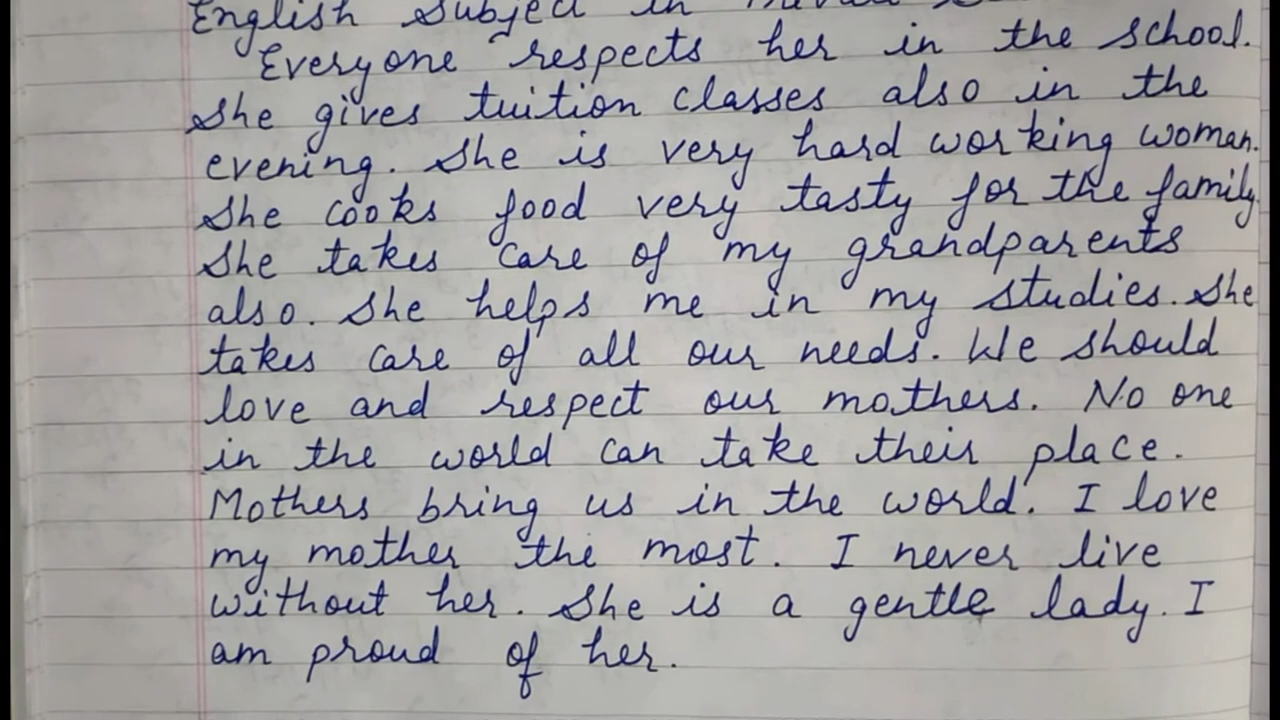 English subject in
Everyone respects her in the school.
She gives tuition classes also in the
evening. She is very hard working woman.
She cooks food very tasty for the family.
She takes care of my grandparents
also. She helps me in my studies. She
takes care of all our needs. We should
love and respect our mothers. No one
in the world can take their place.
Mothers bring us in the world. I love
my mother the most. I never live
without her. She is a gentle lady. I
am proud of her.